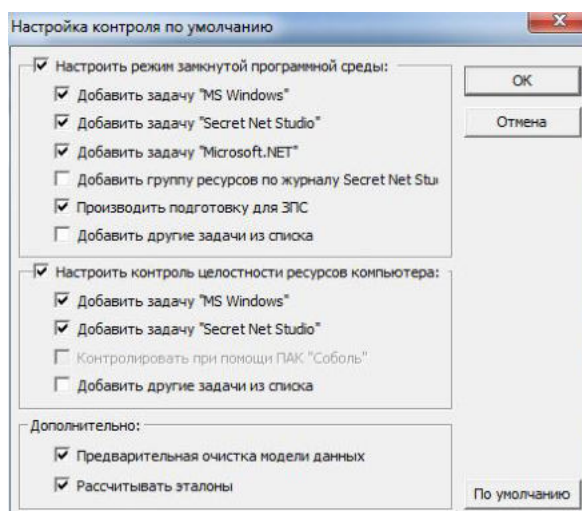 Настройка контроля по умолчанию
Настроить режим замкнутой программной среды:
Добавить задачу "MS Windows"
Добавить задачу "Secret Net Studio"
Добавить задачу "Microsoft.NET"
Добавить группу ресурсов по журналу Secret Net Stu
Производить подготовку для ЗПС
Добавить другие задачи из списка
Настроить контроль целостности ресурсов компьютера:
Добавить задачу "MS Windows"
Добавить задачу "Secret Net Studio"
Контролировать при помощи ПАК "Соболь"
Добавить другие задачи из списка
Дополнительно:
Предварительная очистка модели данных
Рассчитывать эталоны
OK
Отмена
По умолчанию